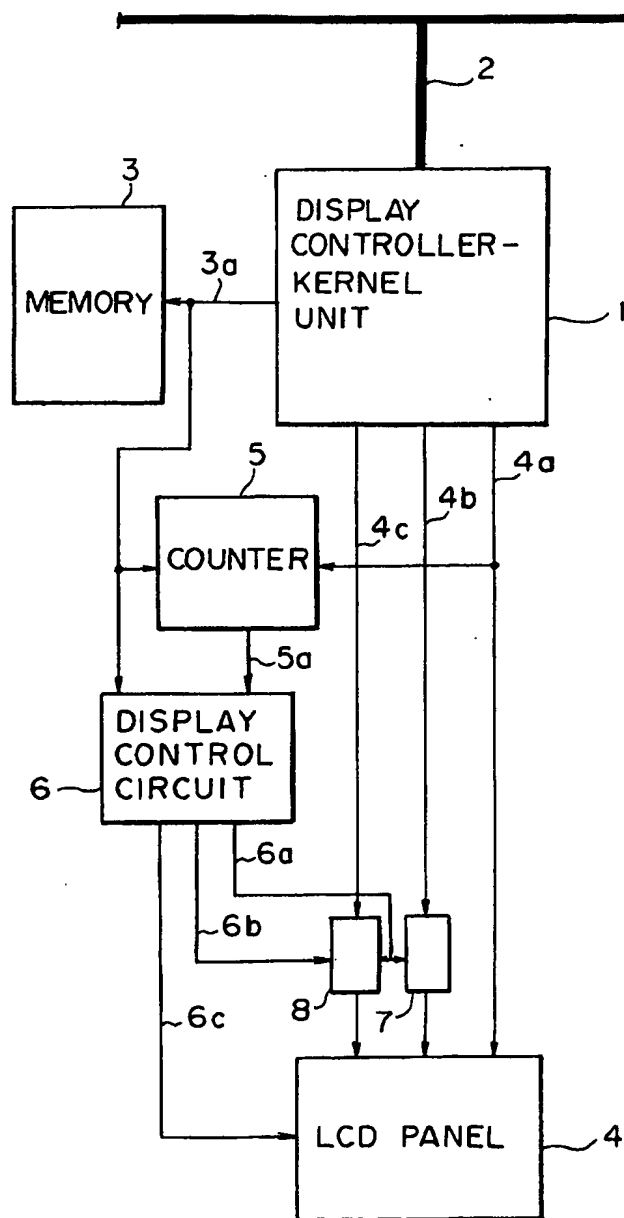 2
3
DISPLAY
CONTROLLER-
KERNEL
UNIT
3a
MEMORY
1
4a
5
4b
4c
COUNTER
5a
DISPLAY
CONTROL
CIRCUIT
6
6a
6b
8
7
6c
LCD PANEL
4